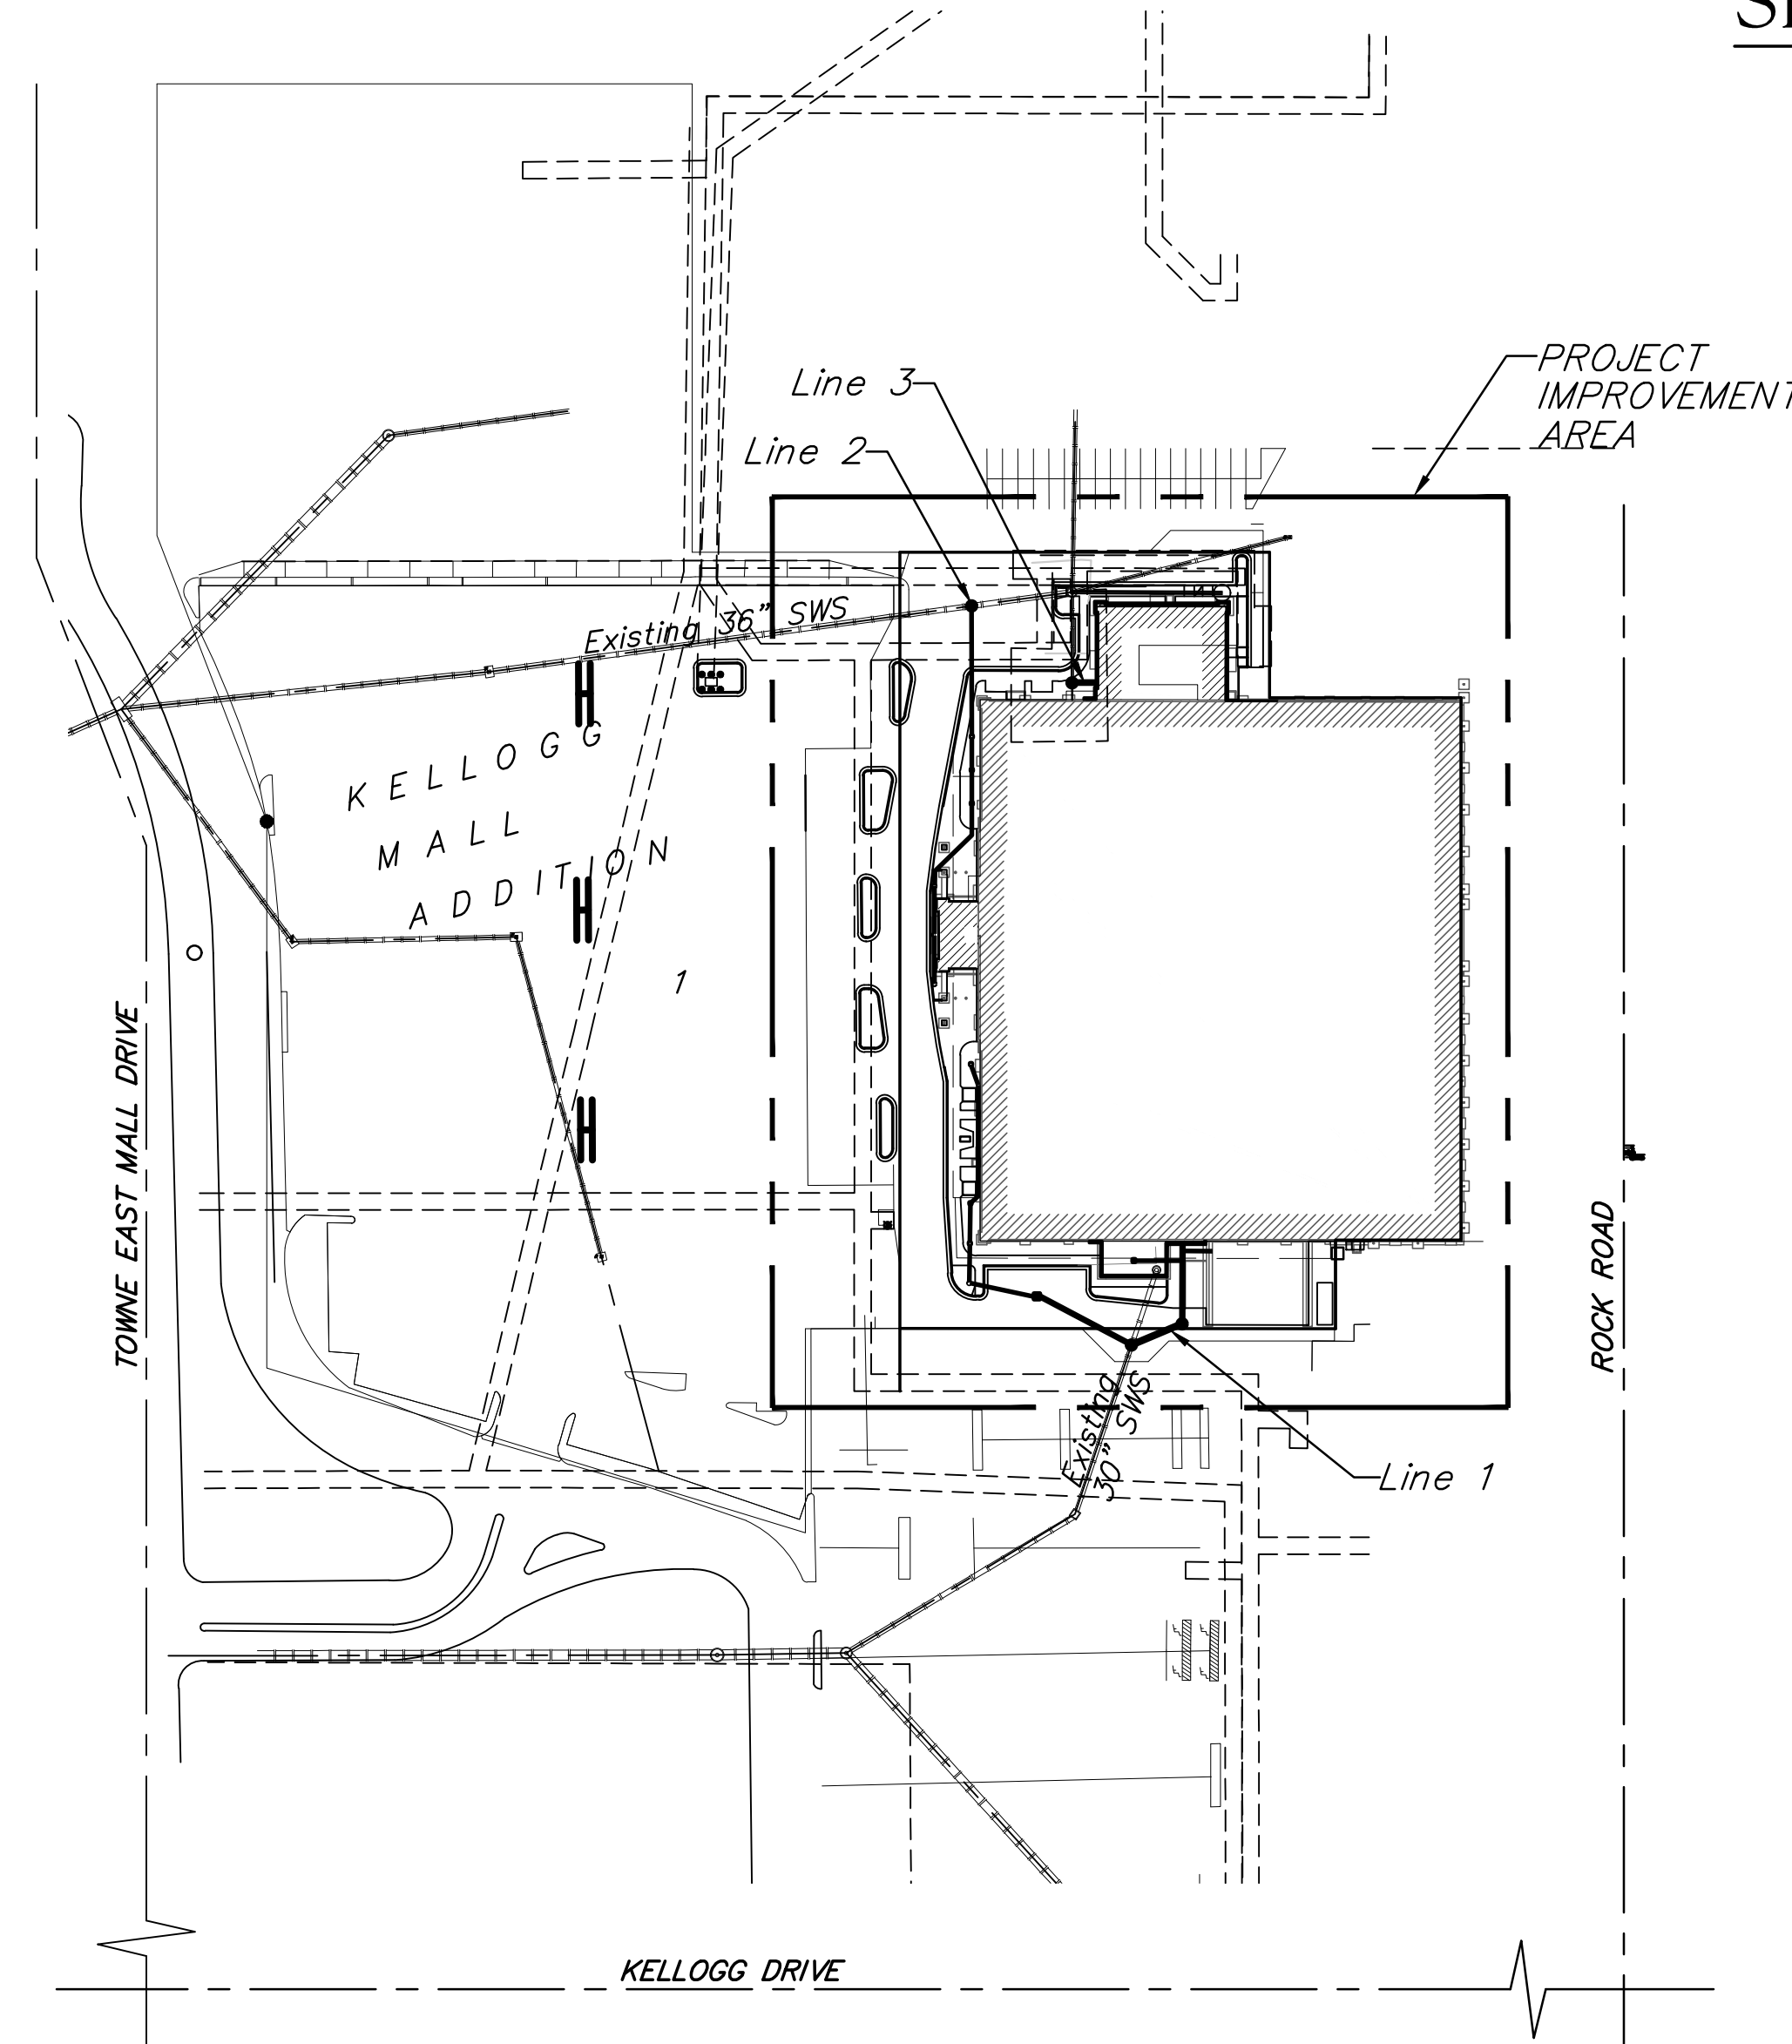 PROJECT
IMPROVEMENT
AREA
Line 3
Line 2
Existing 36" SWS
KELLOGG
MALL
ADDITION
1
TOWNE EAST MALL DRIVE
ROCK ROAD
Existing
30" SWS
Line 1
KELLOGG DRIVE